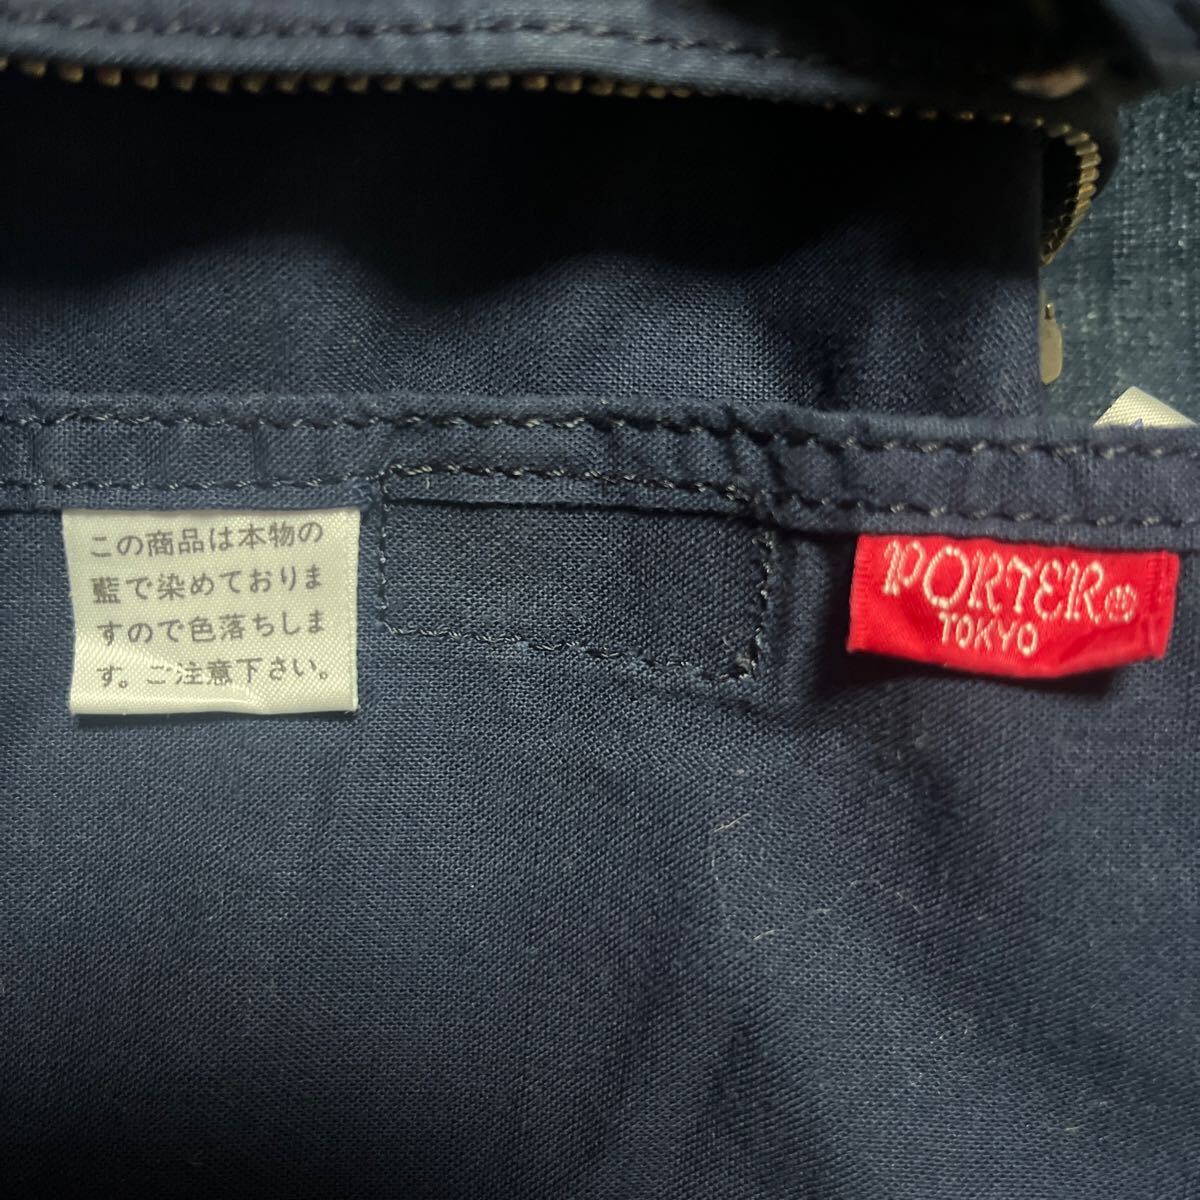 この商品は本物の
藍で染めておりま
すので色落ちしま
す。ご注意下さい。
PORTER
TOKYO